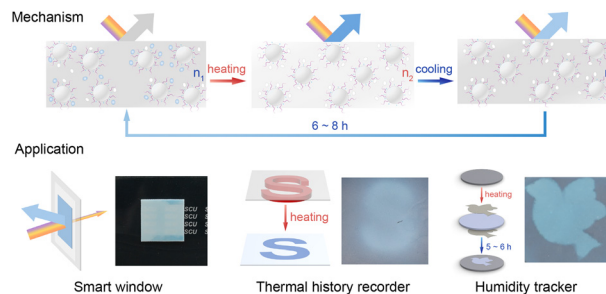 Mechanism
n1 heating n2 cooling
6 ~ 8 h
Application
SCU S
SCU S
SCU S
SCU S
heating
S
S
heating
5 ~ 6 h
Smart window Thermal history recorder Humidity tracker